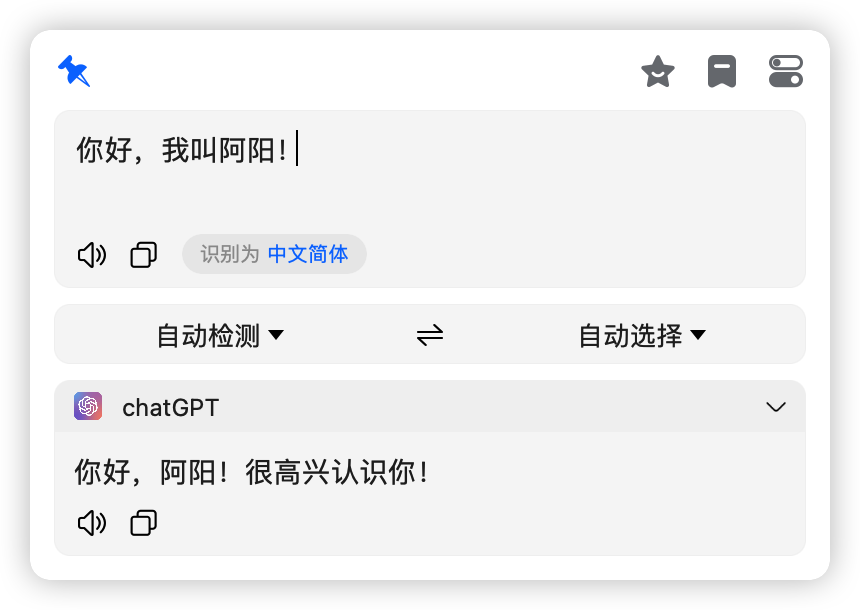 你好，我叫阿阳！
识别为 中文简体
自动检测
自动选择
chatGPT
你好，阿阳！很高兴认识你！